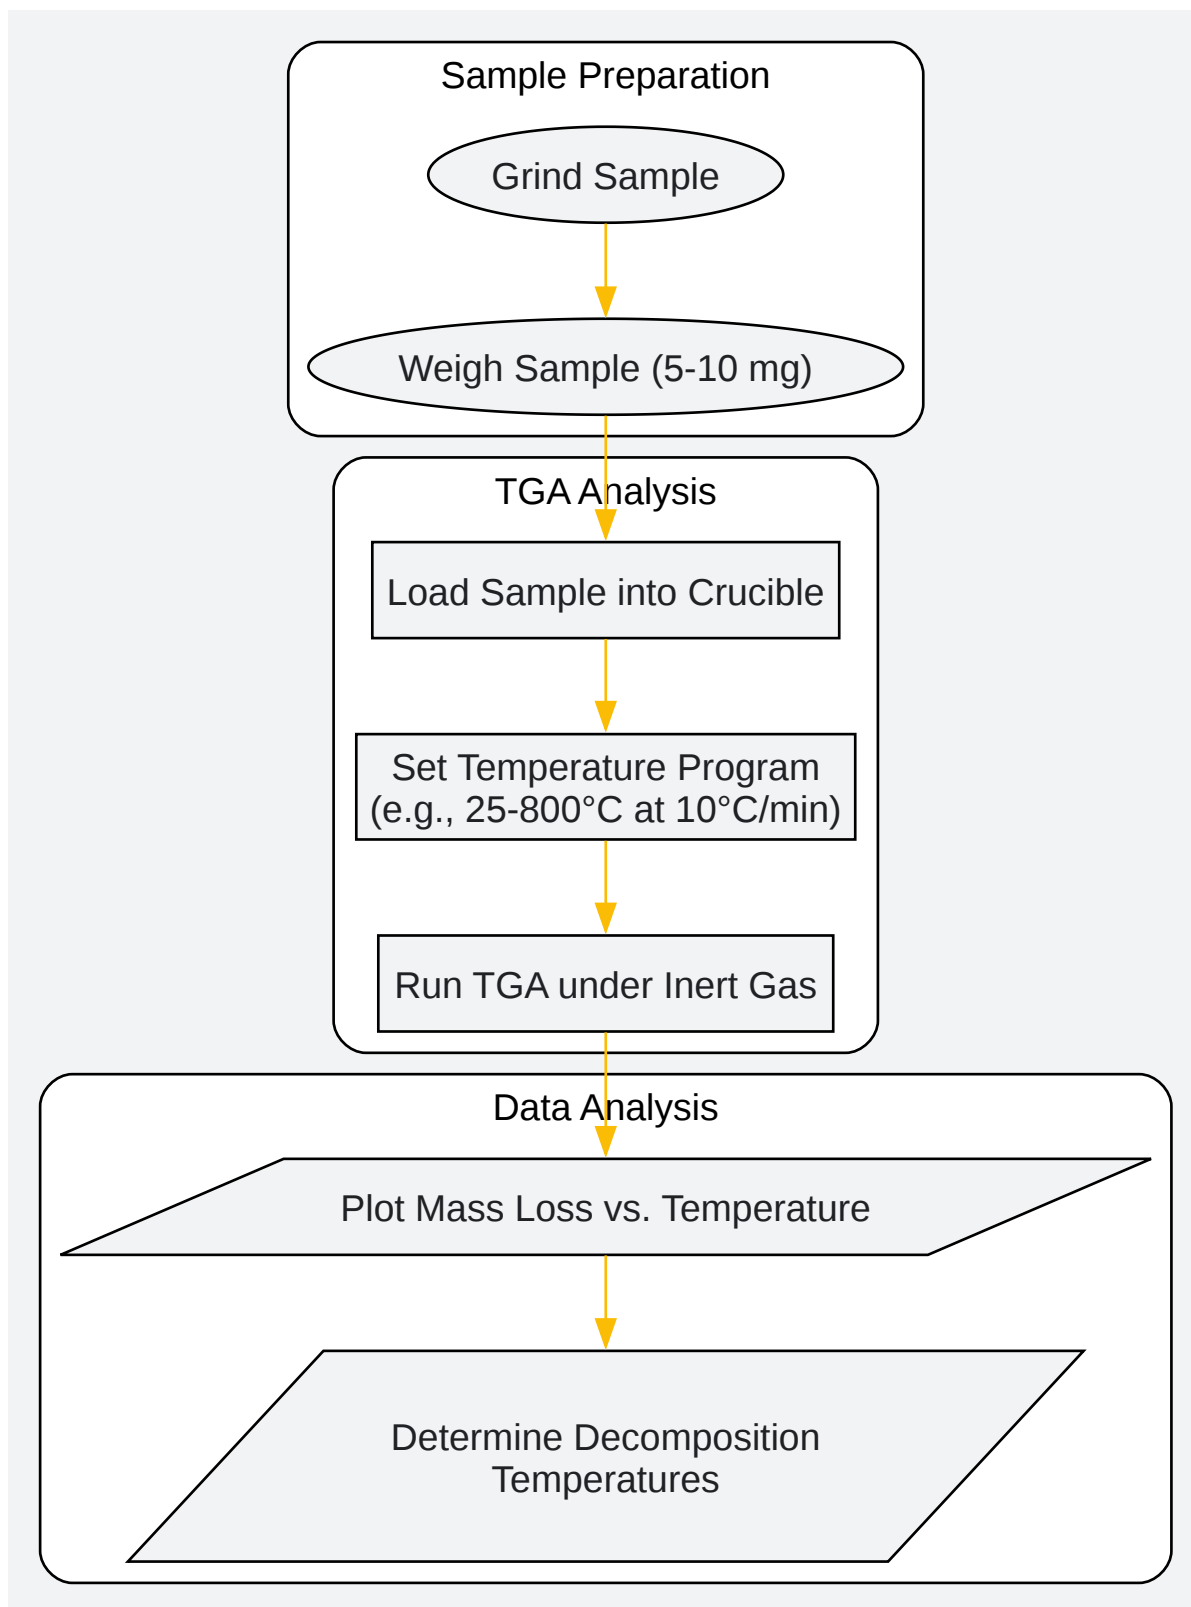 Sample Preparation
Grind Sample
Weigh Sample (5-10 mg)
TGA Analysis
Load Sample into Crucible
Set Temperature Program
(e.g., 25-800°C at 10°C/min)
Run TGA under Inert Gas
Data Analysis
Plot Mass Loss vs. Temperature
Determine Decomposition
Temperatures